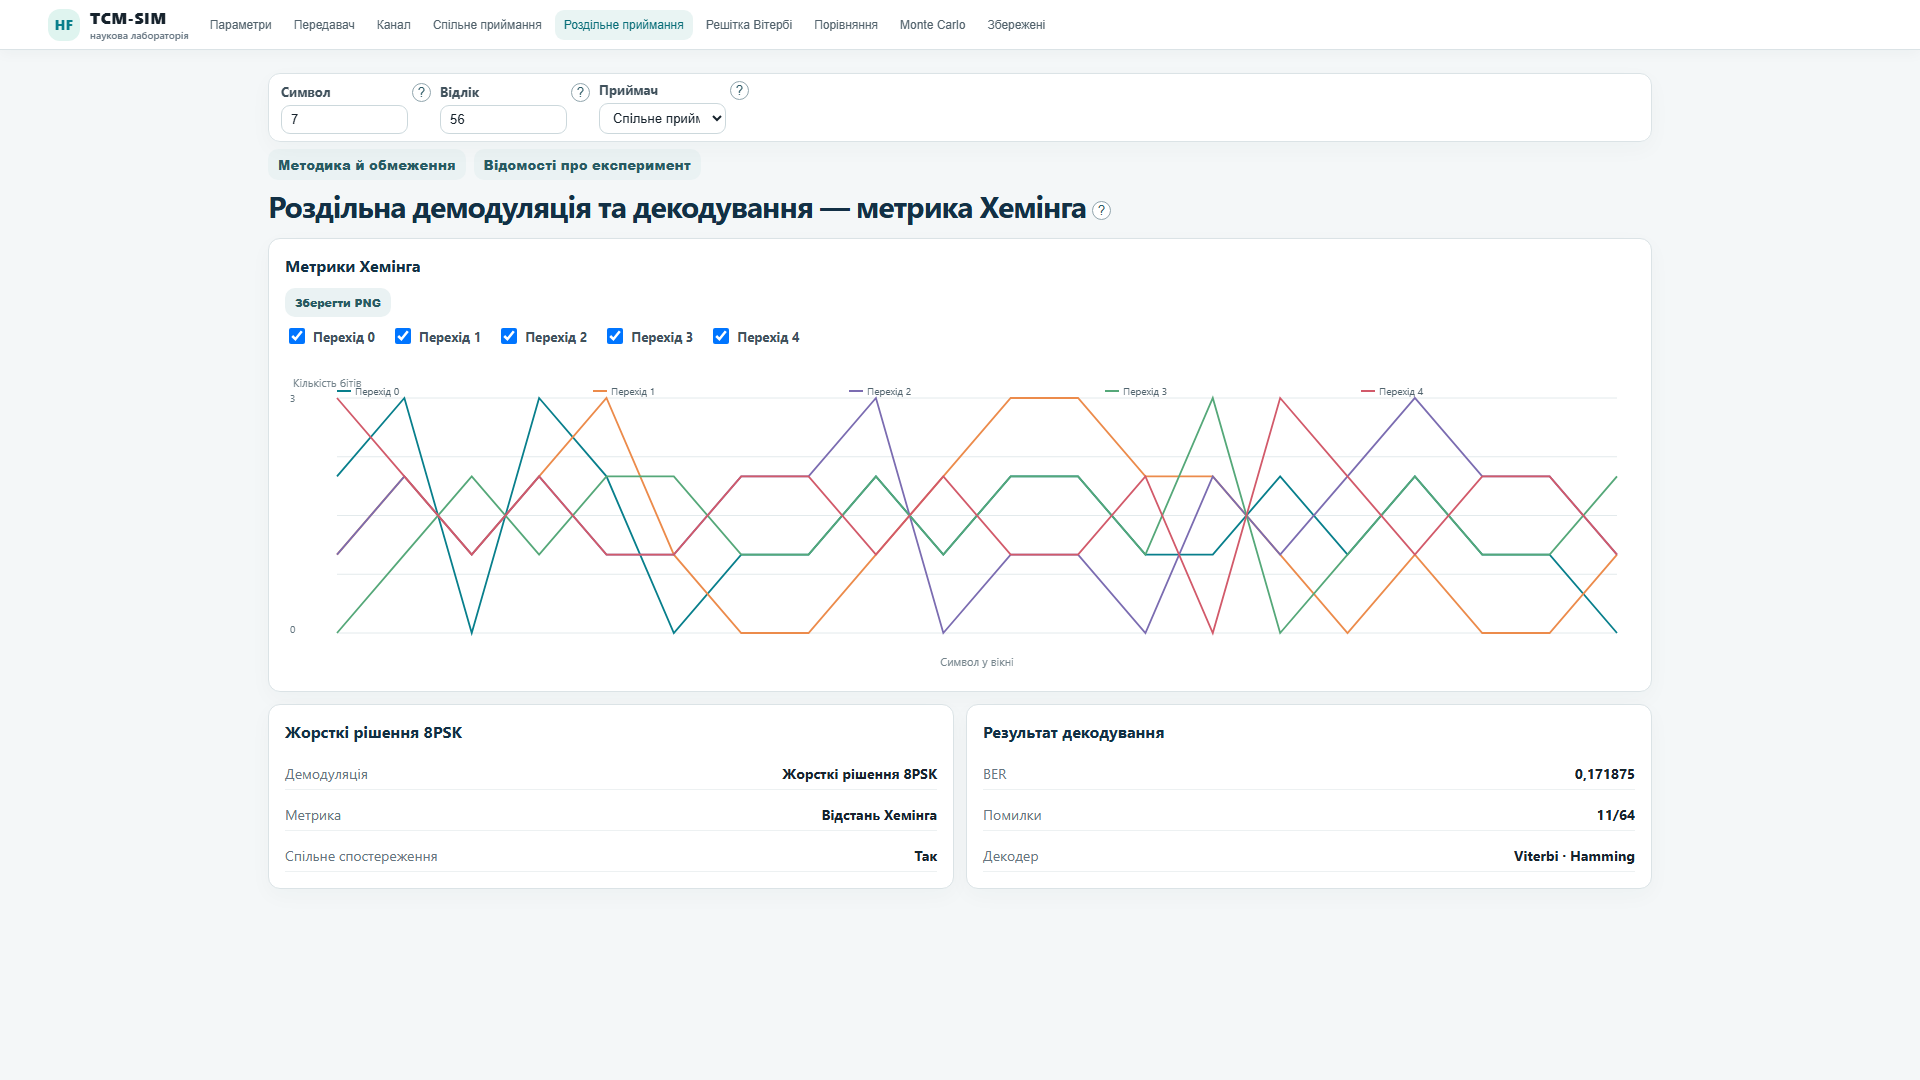 HF TCM-SIM
наукова лабораторія
Параметри Передавач Канал Спільне приймання Роздільне приймання Решітка Вітербі Порівняння Monte Carlo Збережені
Символ ? Відлік ? Приймач ?
7 56 Спільне прийм
Методика й обмеження Відомості про експеримент
Роздільна демодуляція та декодування — метрика Хемінга ?
Метрики Хемінга
Зберегти PNG
Перехід 0 Перехід 1 Перехід 2 Перехід 3 Перехід 4
Кількість бітів
Перехід 0 Перехід 1 Перехід 2 Перехід 3 Перехід 4
3
0
Символ у вікні
Жорсткі рішення 8PSK
Демодуляція Жорсткі рішення 8PSK
Метрика Відстань Хемінга
Спільне спостереження Так
Результат декодування
BER 0,171875
Помилки 11/64
Декодер Viterbi · Hamming